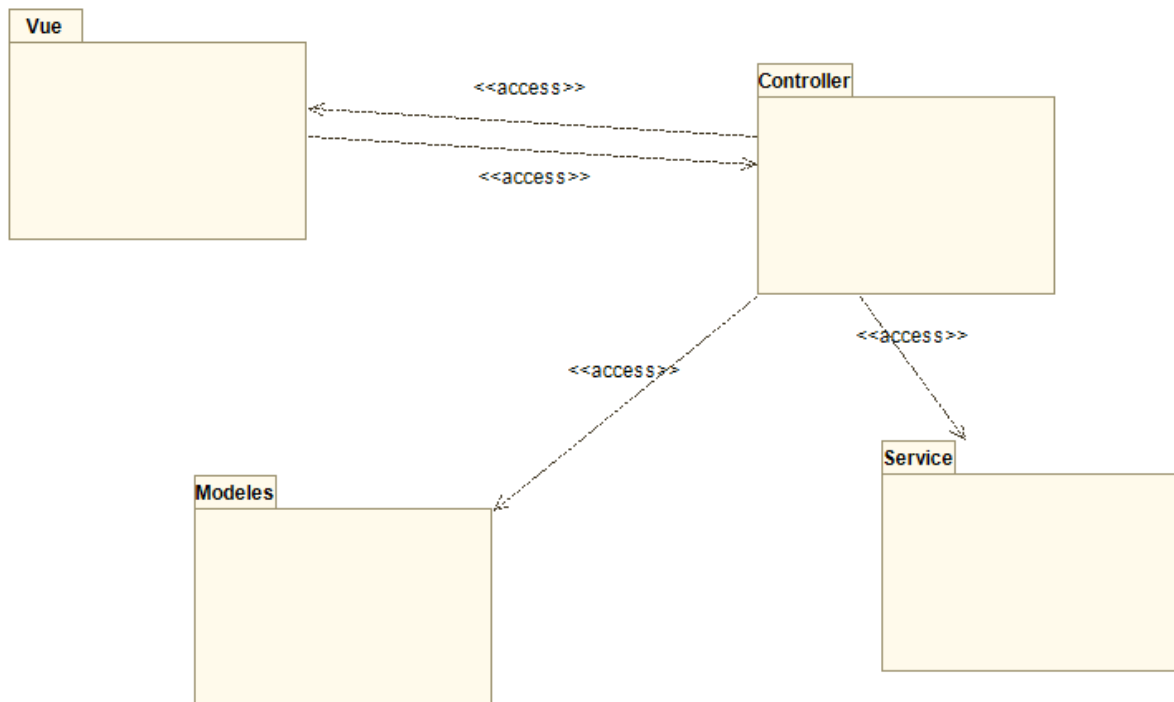 Vue
Controller
<<access>>
<<access>>
<<access>>
<<access>>
Service
Modeles